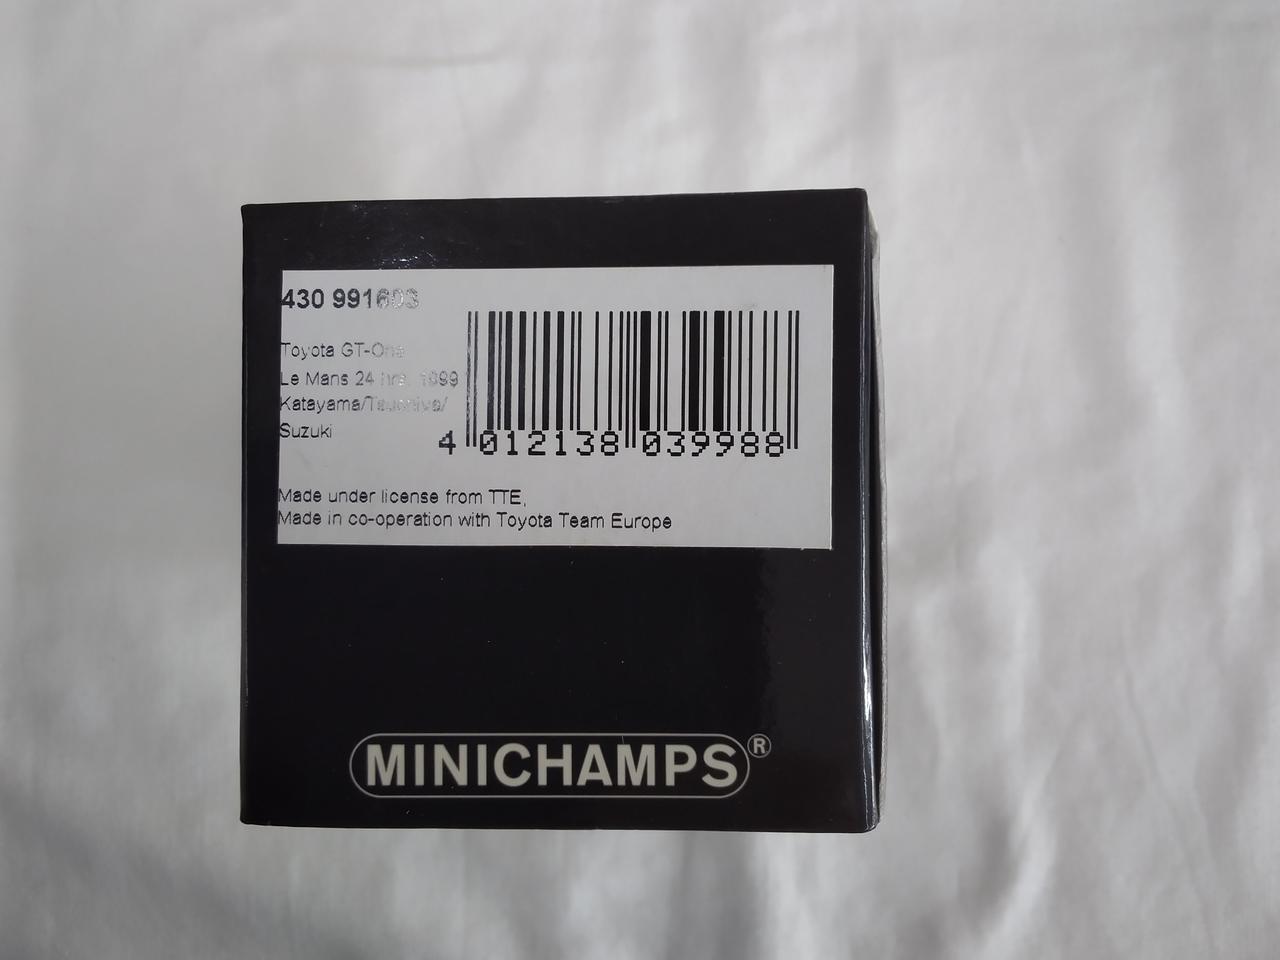 430 991603
Toyota GT-One
Le Mans 24 hrs. 1999
Katayama/Tsuchiya/
Suzuki
4 012138 039988
Made under license from TTE,
Made in co-operation with Toyota Team Europe
MINICHAMPS®